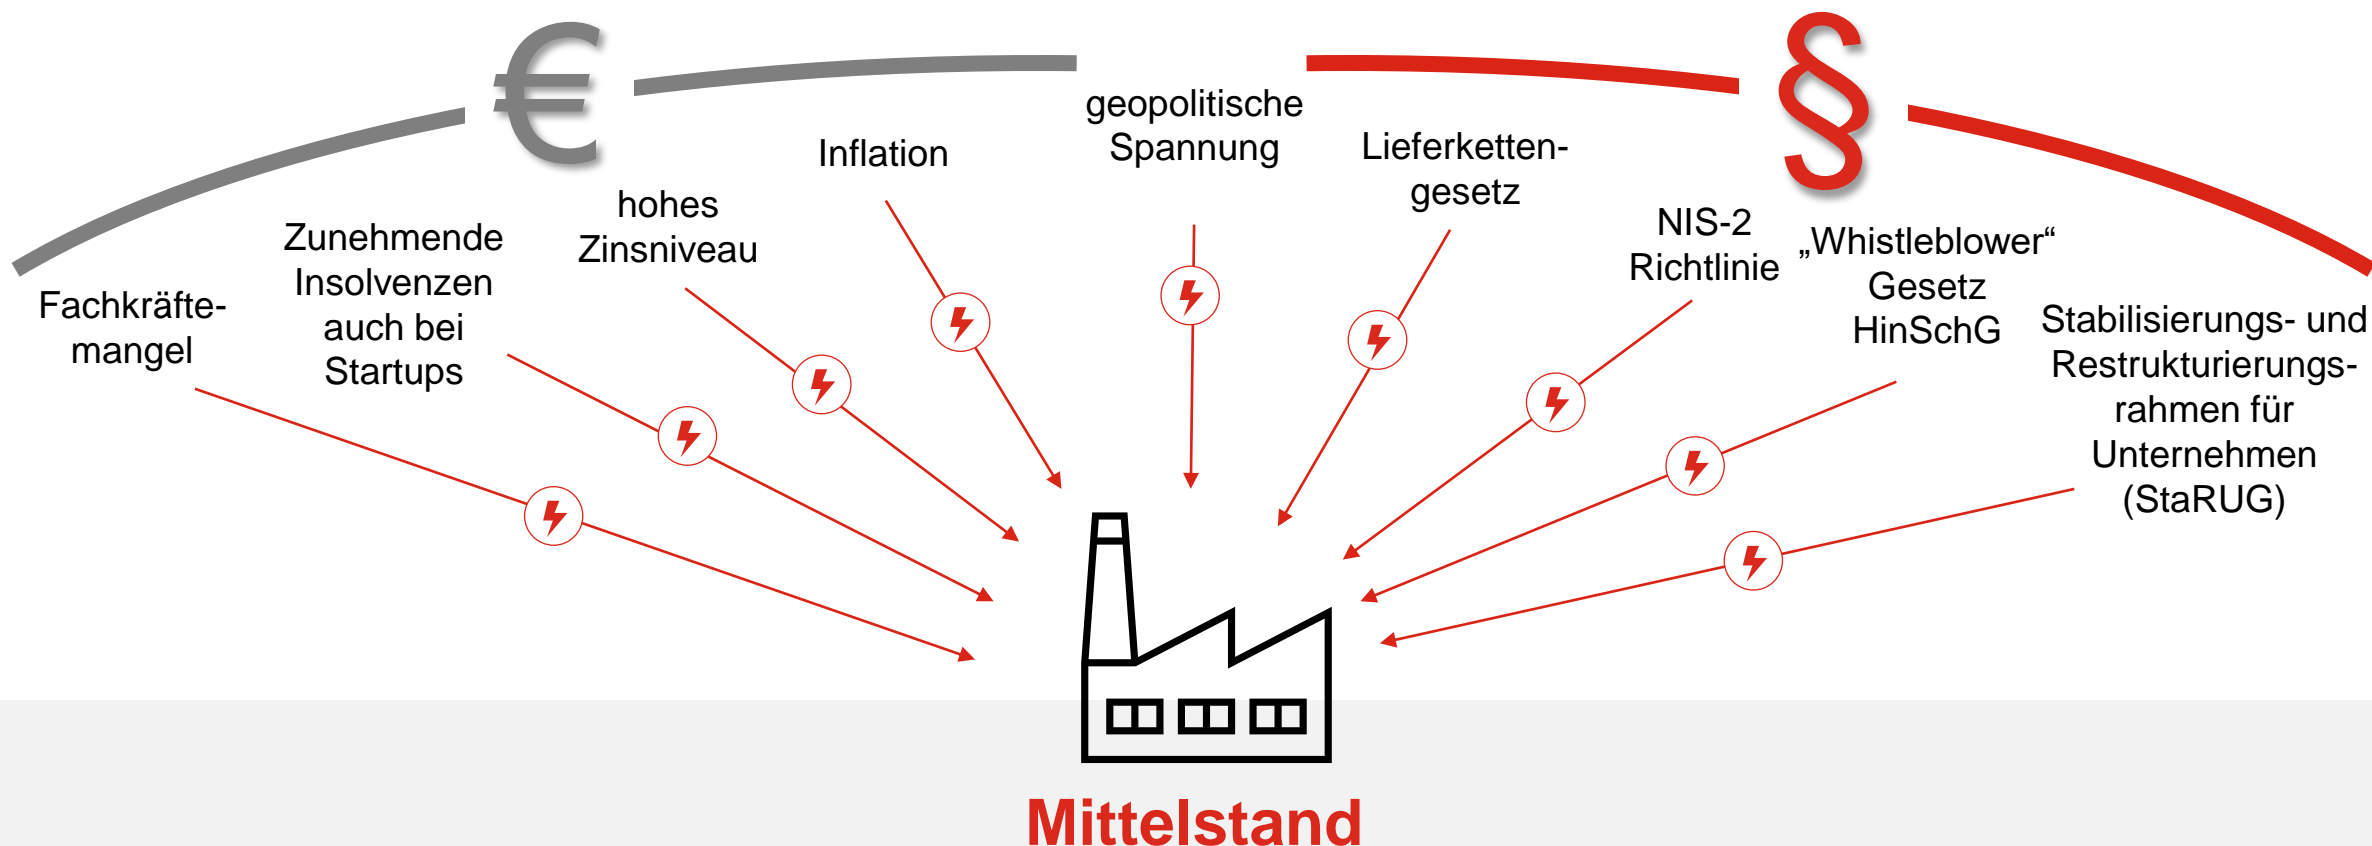 €
§
Fachkräfte-
mangel
Zunehmende
Insolvenzen
auch bei
Startups
hohes
Zinsniveau
Inflation
geopolitische
Spannung
Lieferketten-
gesetz
NIS-2
Richtlinie
„Whistleblower“
Gesetz
HinSchG
Stabilisierungs- und
Restrukturierungs-
rahmen für
Unternehmen
(StaRUG)
Mittelstand